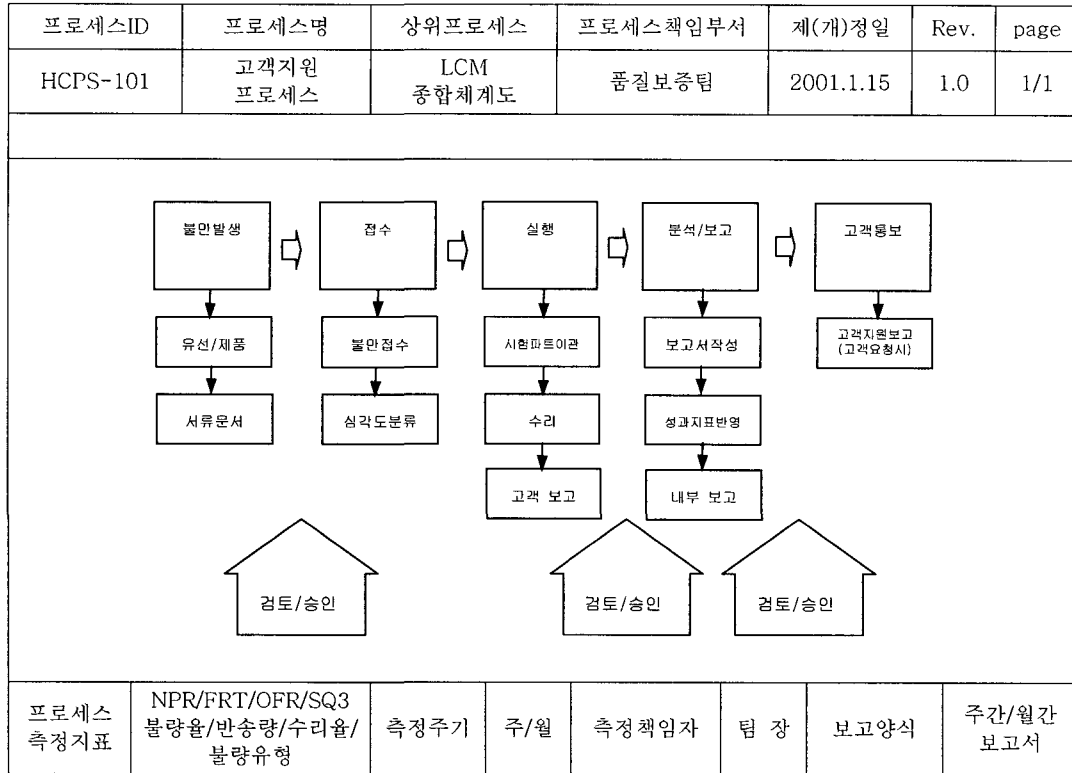 프로세스ID 프로세스명 상위프로세스 프로세스책임부서 제(개)정일 Rev. page
HCPS-101 고객지원 프로세스 LCM 종합체계도 품질보증팀 2001.1.15 1.0 1/1
불만발생 접수 실행 분석/보고 고객통보
유선/제품 불만접수 시험파트이관 보고서작성 고객지원보고 (고객요청시)
서류문서 심각도분류 수리 성과지표반영
고객 보고 내부 보고
검토/승인 검토/승인 검토/승인
프로세스 측정지표 NPR/FRT/OFR/SQ3 불량율/반송량/수리율/ 불량유형 측정주기 주/월 측정책임자 팀 장 보고양식 주간/월간 보고서